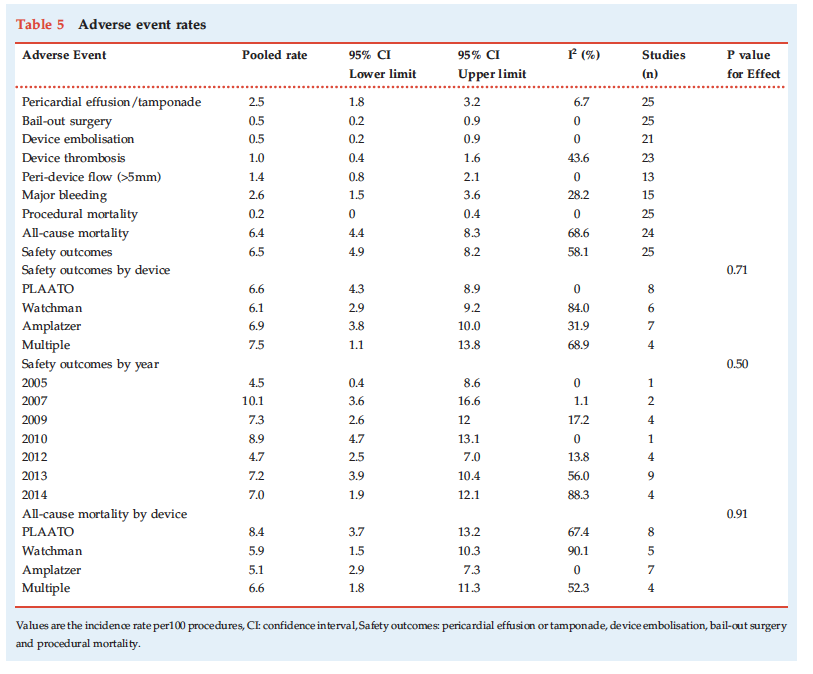 Table 5 Adverse event rates
Adverse Event Pooled rate 95% CI 95% CI I² (%) Studies P value
Lower limit Upper limit (n) for Effect
Pericardial effusion/tamponade 2.5 1.8 3.2 6.7 25
Bail-out surgery 0.5 0.2 0.9 0 25
Device embolisation 0.5 0.2 0.9 0 21
Device thrombosis 1.0 0.4 1.6 43.6 23
Peri-device flow (>5mm) 1.4 0.8 2.1 0 13
Major bleeding 2.6 1.5 3.6 28.2 15
Procedural mortality 0.2 0 0.4 0 25
All-cause mortality 6.4 4.4 8.3 68.6 24
Safety outcomes 6.5 4.9 8.2 58.1 25
Safety outcomes by device 0.71
PLAATO 6.6 4.3 8.9 0 8
Watchman 6.1 2.9 9.2 84.0 6
Amplatzer 6.9 3.8 10.0 31.9 7
Multiple 7.5 1.1 13.8 68.9 4
Safety outcomes by year 0.50
2005 4.5 0.4 8.6 0 1
2007 10.1 3.6 16.6 1.1 2
2009 7.3 2.6 12 17.2 4
2010 8.9 4.7 13.1 0 1
2012 4.7 2.5 7.0 13.8 4
2013 7.2 3.9 10.4 56.0 9
2014 7.0 1.9 12.1 88.3 4
All-cause mortality by device 0.91
PLAATO 8.4 3.7 13.2 67.4 8
Watchman 5.9 1.5 10.3 90.1 5
Amplatzer 5.1 2.9 7.3 0 7
Multiple 6.6 1.8 11.3 52.3 4
Values are the incidence rate per100 procedures, CI: confidence interval, Safety outcomes: pericardial effusion or tamponade, device embolisation, bail-out surgery
and procedural mortality.